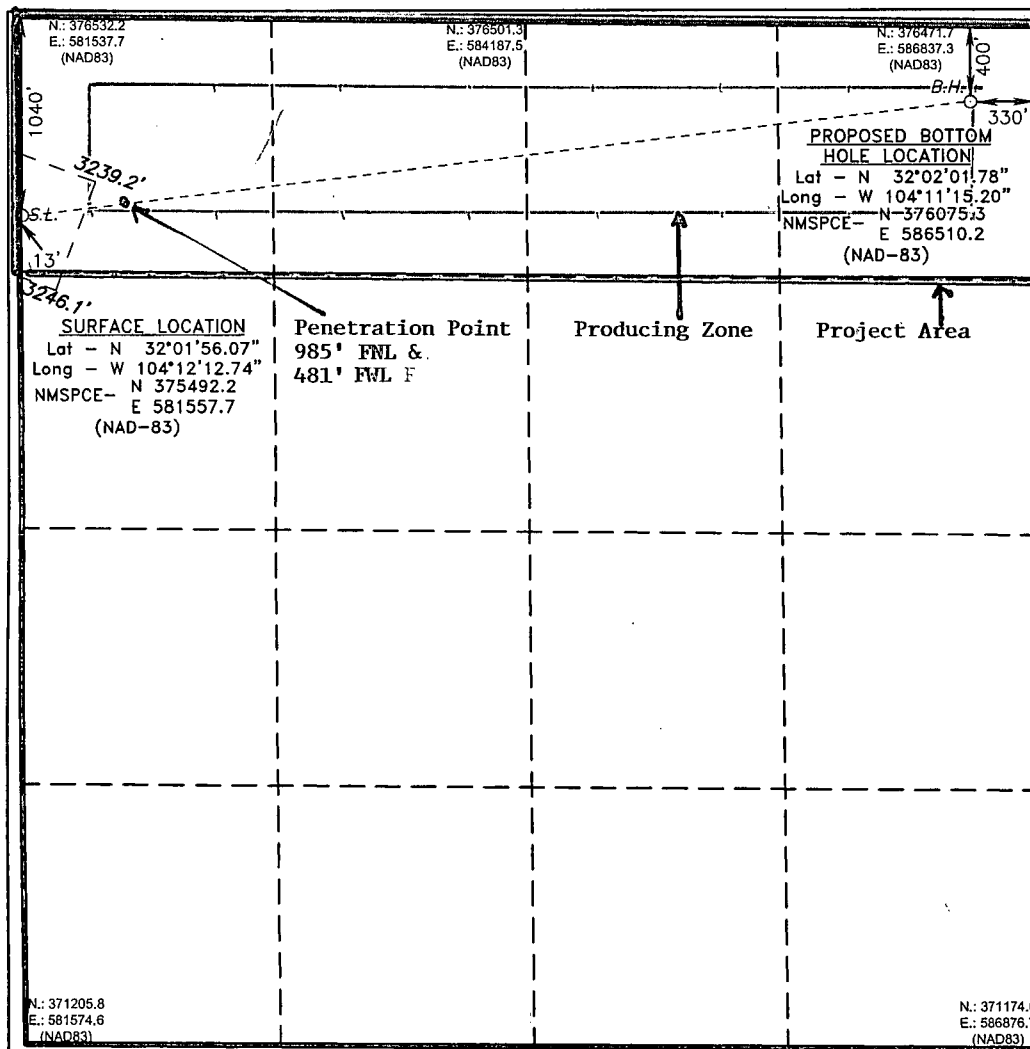 N.: 376532.2
E.: 581537.7
(NAD83)
N.: 376501.3
E.: 584187.5
(NAD83)
N.: 376471.7
E.: 586837.3
(NAD83)
400'
1040'
B.H.
330'
3239.2'
S.L.
13'
3246.1'
PROPOSED BOTTOM
HOLE LOCATION
Lat - N 32°02'01.78"
Long - W 104°11'15.20"
NMSPCE- N 376075.3
E 586510.2
(NAD-83)
SURFACE LOCATION
Lat - N 32°01'56.07"
Long - W 104°12'12.74"
NMSPCE- N 375492.2
E 581557.7
(NAD-83)
Penetration Point
985' FNL &
481' FWL
Producing Zone
Project Area
N.: 371205.8
E.: 581574.6
(NAD83)
N.: 371174.
E.: 586876.
(NAD83)